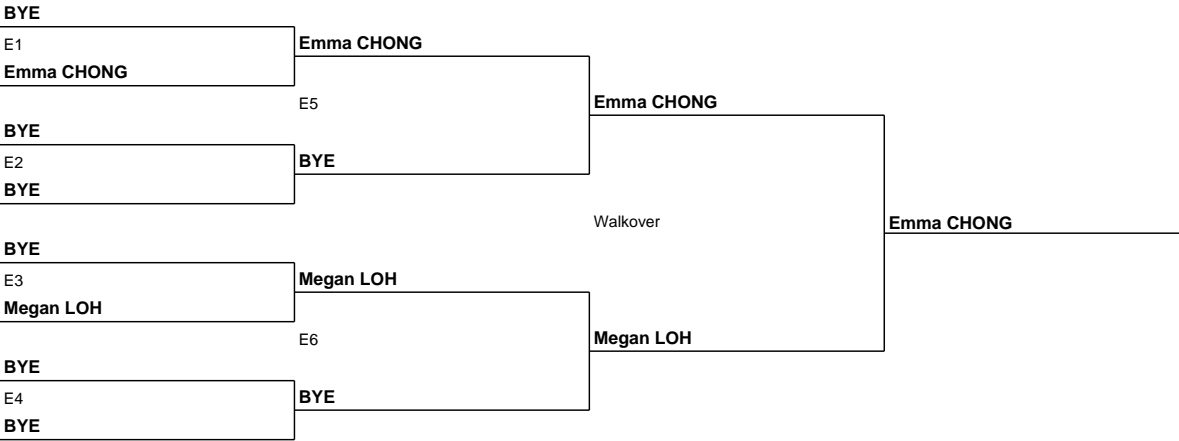 BYE
E1
Emma CHONG
Emma CHONG
E5
Emma CHONG
BYE
E2
BYE
BYE
Walkover
Emma CHONG
BYE
E3
Megan LOH
Megan LOH
E6
Megan LOH
BYE
E4
BYE
BYE